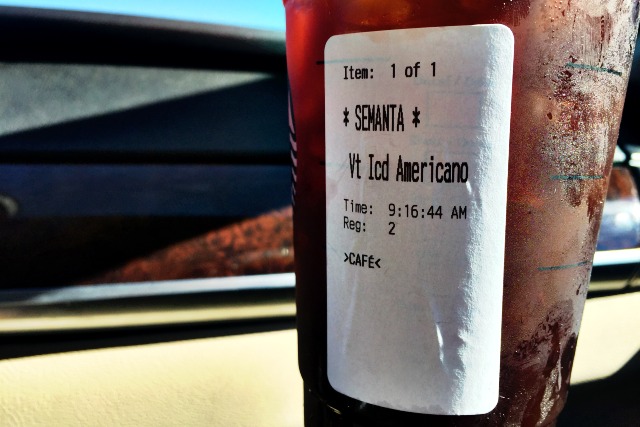 Item: 1 of 1
* SEMANTA *
Vt Icd Americano
Time: 9:16:44 AM
Reg: 2
>CAFÉ<